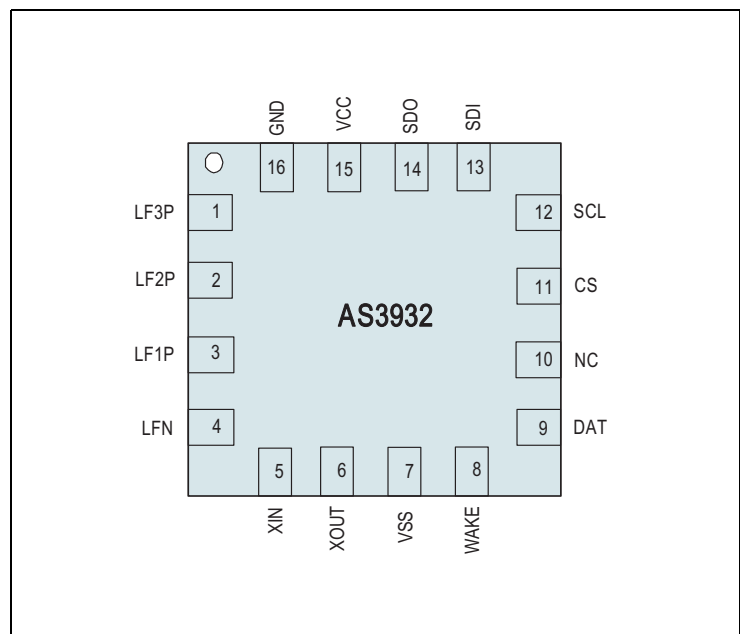 GND VCC SDO SDI
16 15 14 13
LF3P 1 12 SCL
LF2P 2 11 CS
AS3932
LF1P 3 10 NC
LFN 4 9 DAT
5 6 7 8
XIN XOUT VSS WAKE